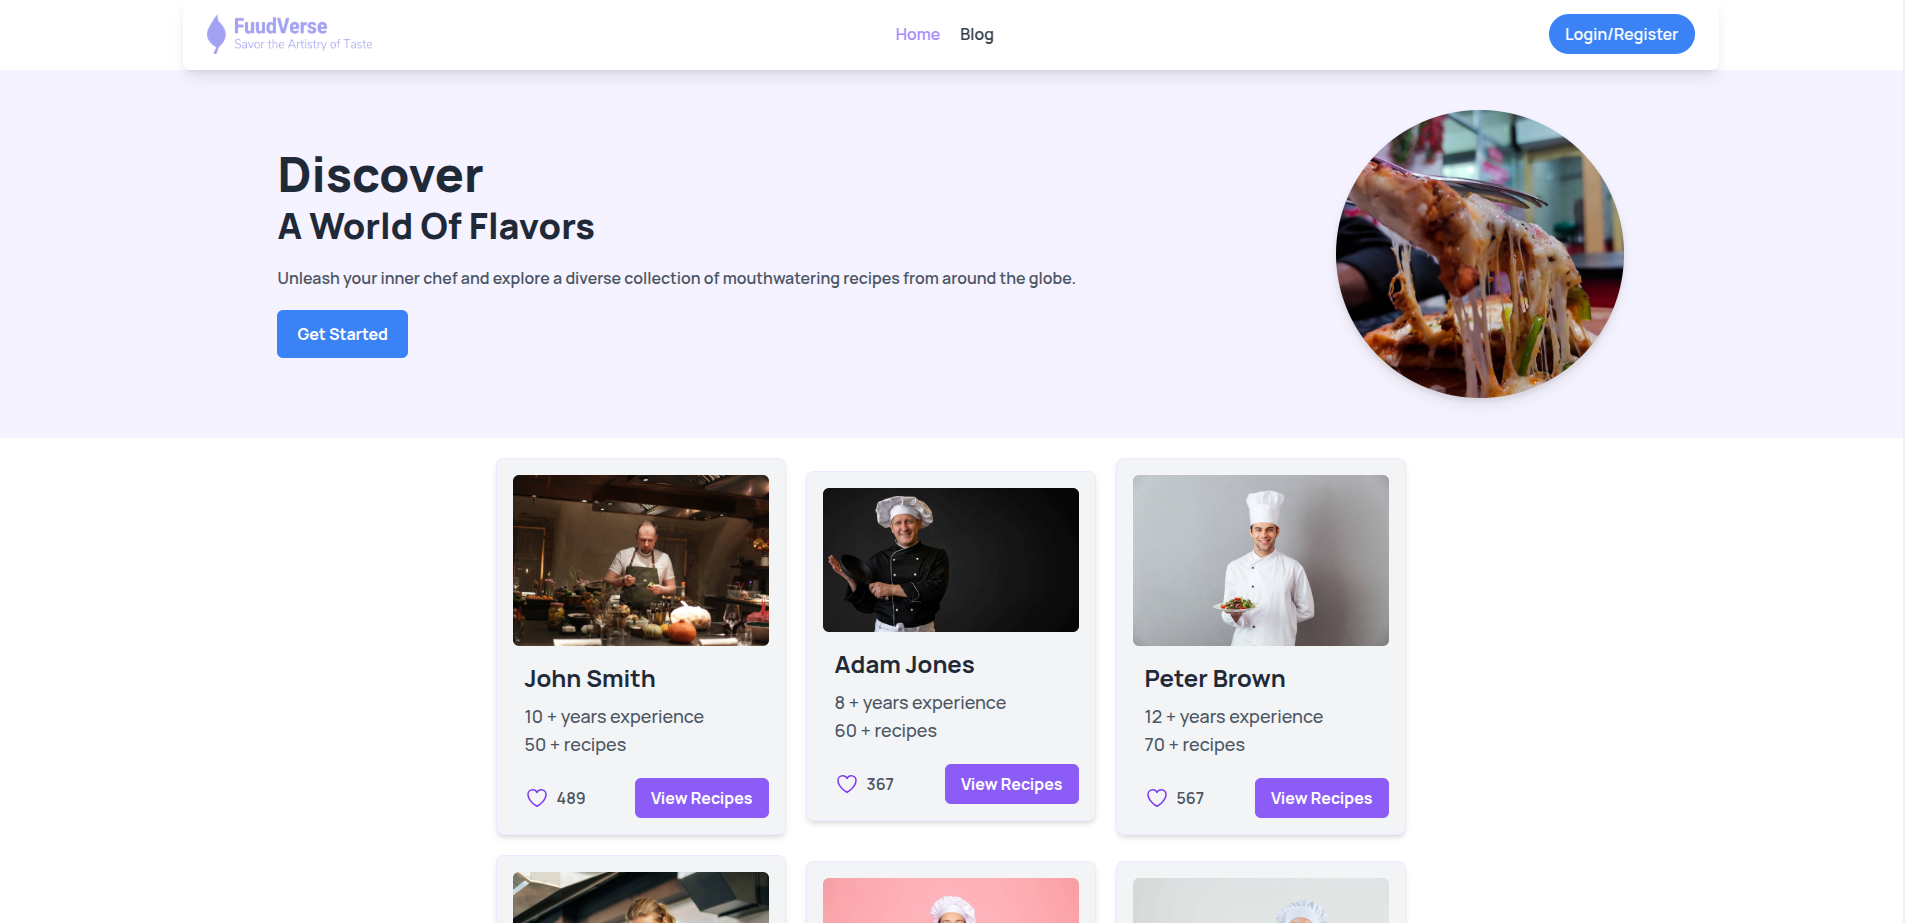 FuudVerse
Savor the Artistry of Taste
Home
Blog
Login/Register
Discover
A World Of Flavors
Unleash your inner chef and explore a diverse collection of mouthwatering recipes from around the globe.
Get Started
John Smith
10 + years experience
50 + recipes
489
View Recipes
Adam Jones
8 + years experience
60 + recipes
367
View Recipes
Peter Brown
12 + years experience
70 + recipes
567
View Recipes